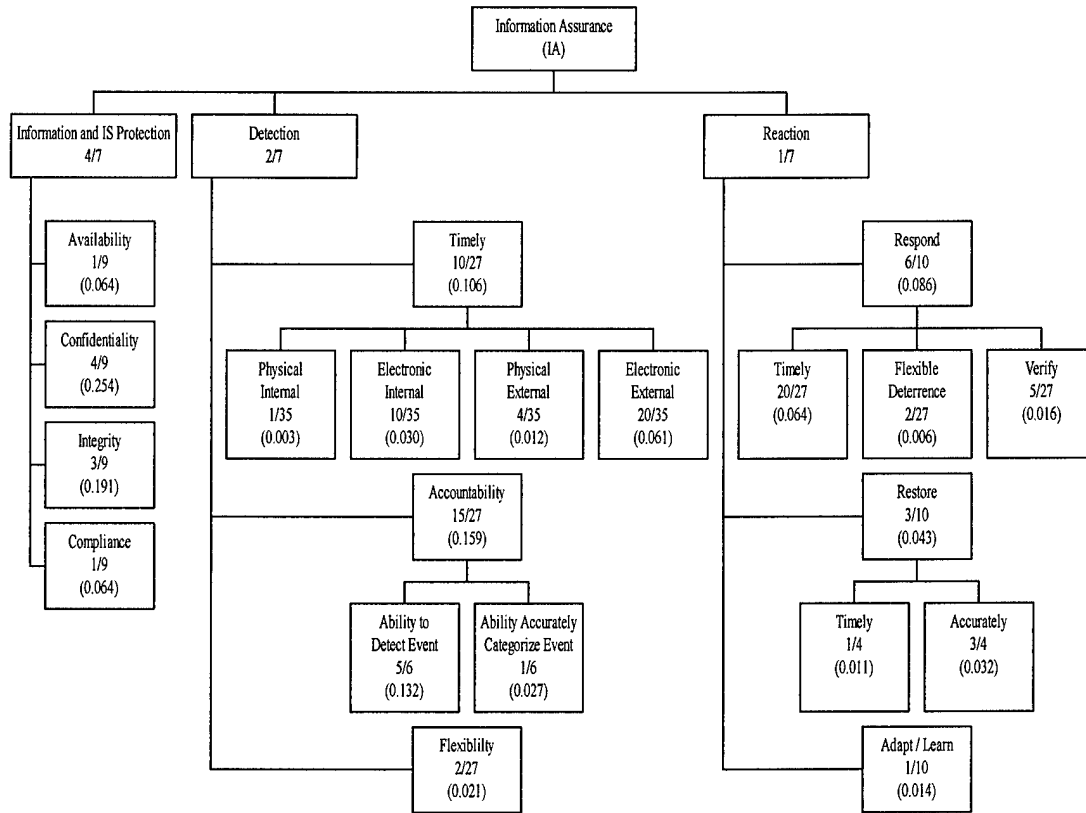 Information Assurance
(IA)
Information and IS Protection
4/7
Detection
2/7
Reaction
1/7
Availability
1/9
(0.064)
Confidentiality
4/9
(0.254)
Integrity
3/9
(0.191)
Compliance
1/9
(0.064)
Timely
10/27
(0.106)
Physical
Internal
1/35
(0.003)
Electronic
Internal
10/35
(0.030)
Physical
External
4/35
(0.012)
Electronic
External
20/35
(0.061)
Accountability
15/27
(0.159)
Ability to
Detect Event
5/6
(0.132)
Ability Accurately
Categorize Event
1/6
(0.027)
Flexiblilty
2/27
(0.021)
Respond
6/10
(0.086)
Timely
20/27
(0.064)
Flexible
Deterrence
2/27
(0.006)
Verify
5/27
(0.016)
Restore
3/10
(0.043)
Timely
1/4
(0.011)
Accurately
3/4
(0.032)
Adapt / Learn
1/10
(0.014)